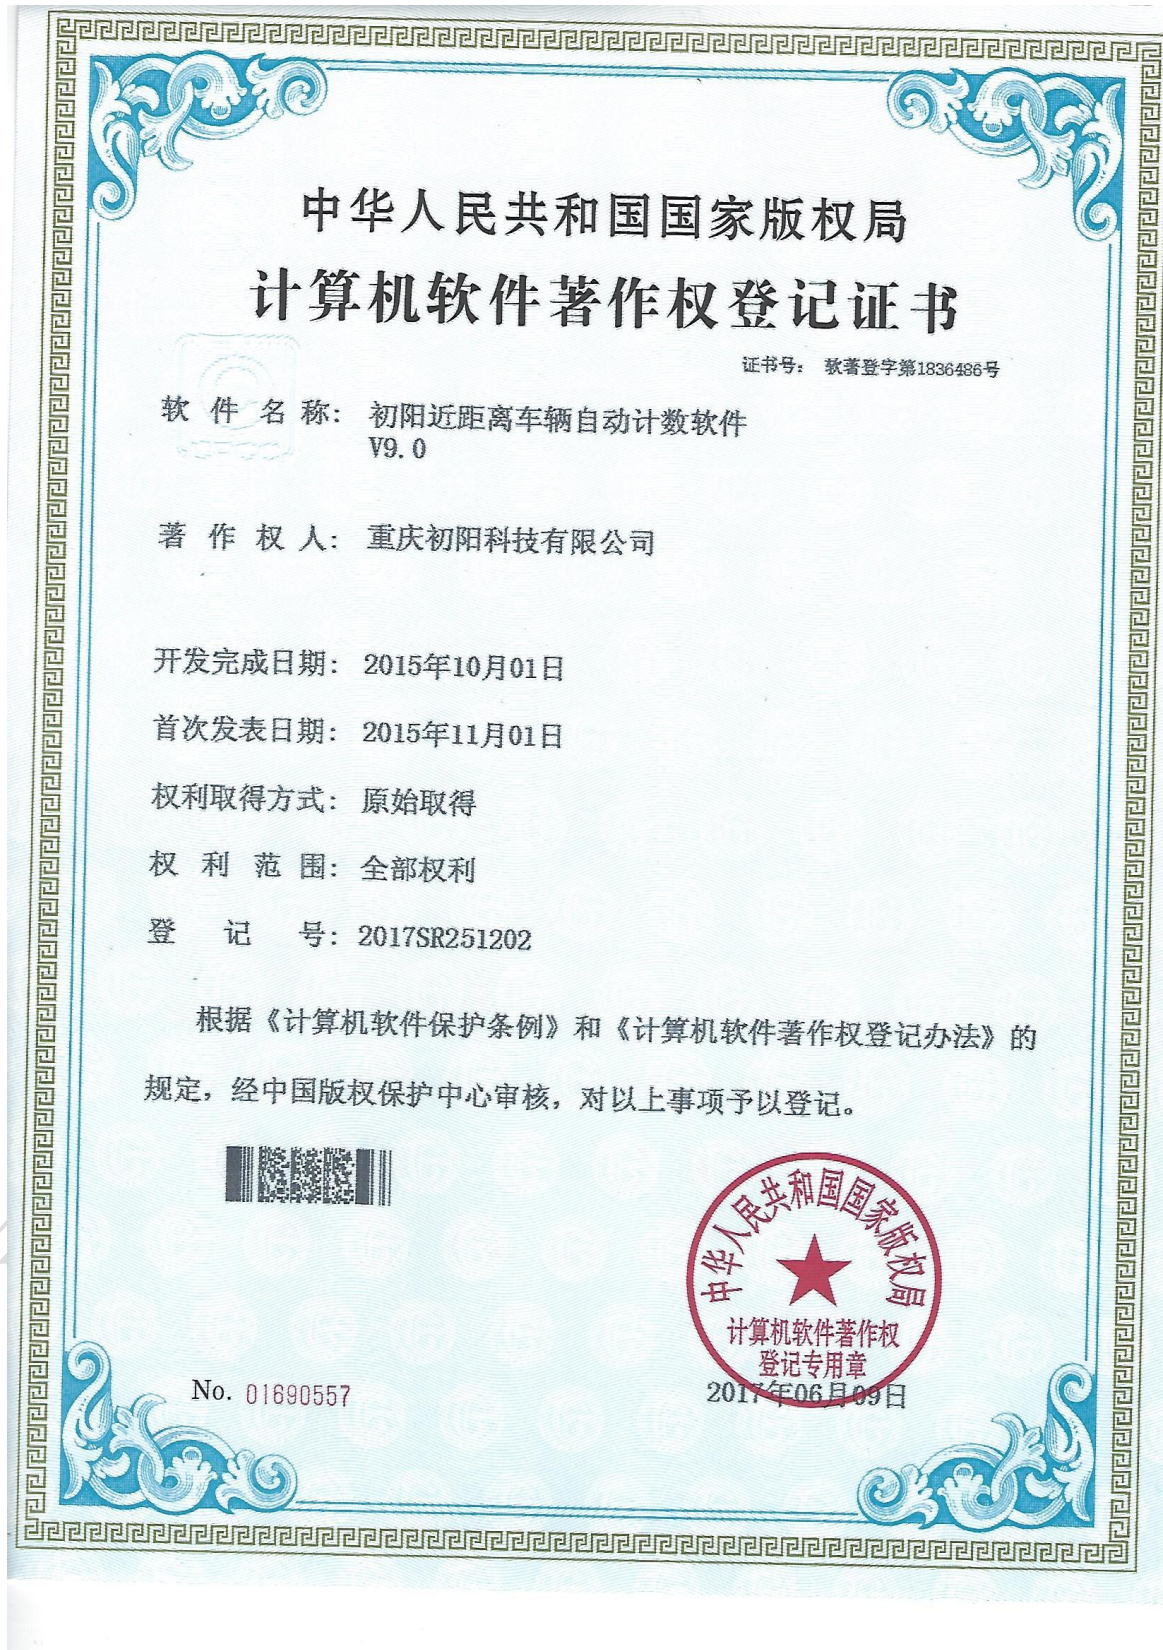 中华人民共和国国家版权局
计算机软件著作权登记证书
证书号： 软著登字第1836486号
软件名称： 初阳近距离车辆自动计数软件
V9.0
著作权人： 重庆初阳科技有限公司
开发完成日期： 2015年10月01日
首次发表日期： 2015年11月01日
权利取得方式： 原始取得
权利范围： 全部权利
登记号： 2017SR251202
根据《计算机软件保护条例》和《计算机软件著作权登记办法》的
规定，经中国版权保护中心审核，对以上事项予以登记。
中华人民共和国国家版权局
计算机软件著作权
登记专用章
No. 01690557
2017年06月09日